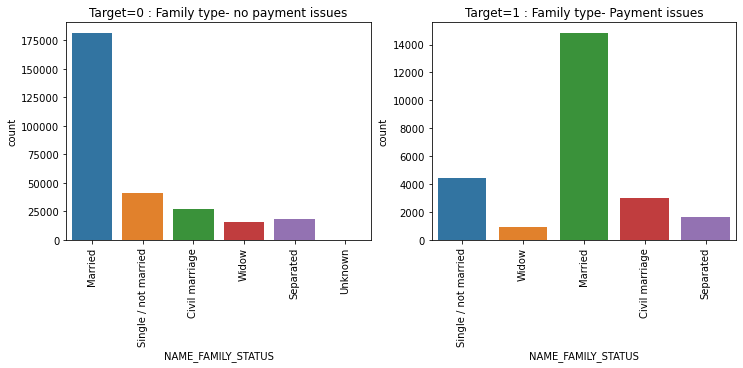 Target=0 : Family type- no payment issues
count
175000
150000
125000
100000
75000
50000
25000
0
Married
Single / not married
Civil marriage
Widow
Separated
Unknown
NAME_FAMILY_STATUS
Target=1 : Family type- Payment issues
count
14000
12000
10000
8000
6000
4000
2000
0
Single / not married
Widow
Married
Civil marriage
Separated
NAME_FAMILY_STATUS